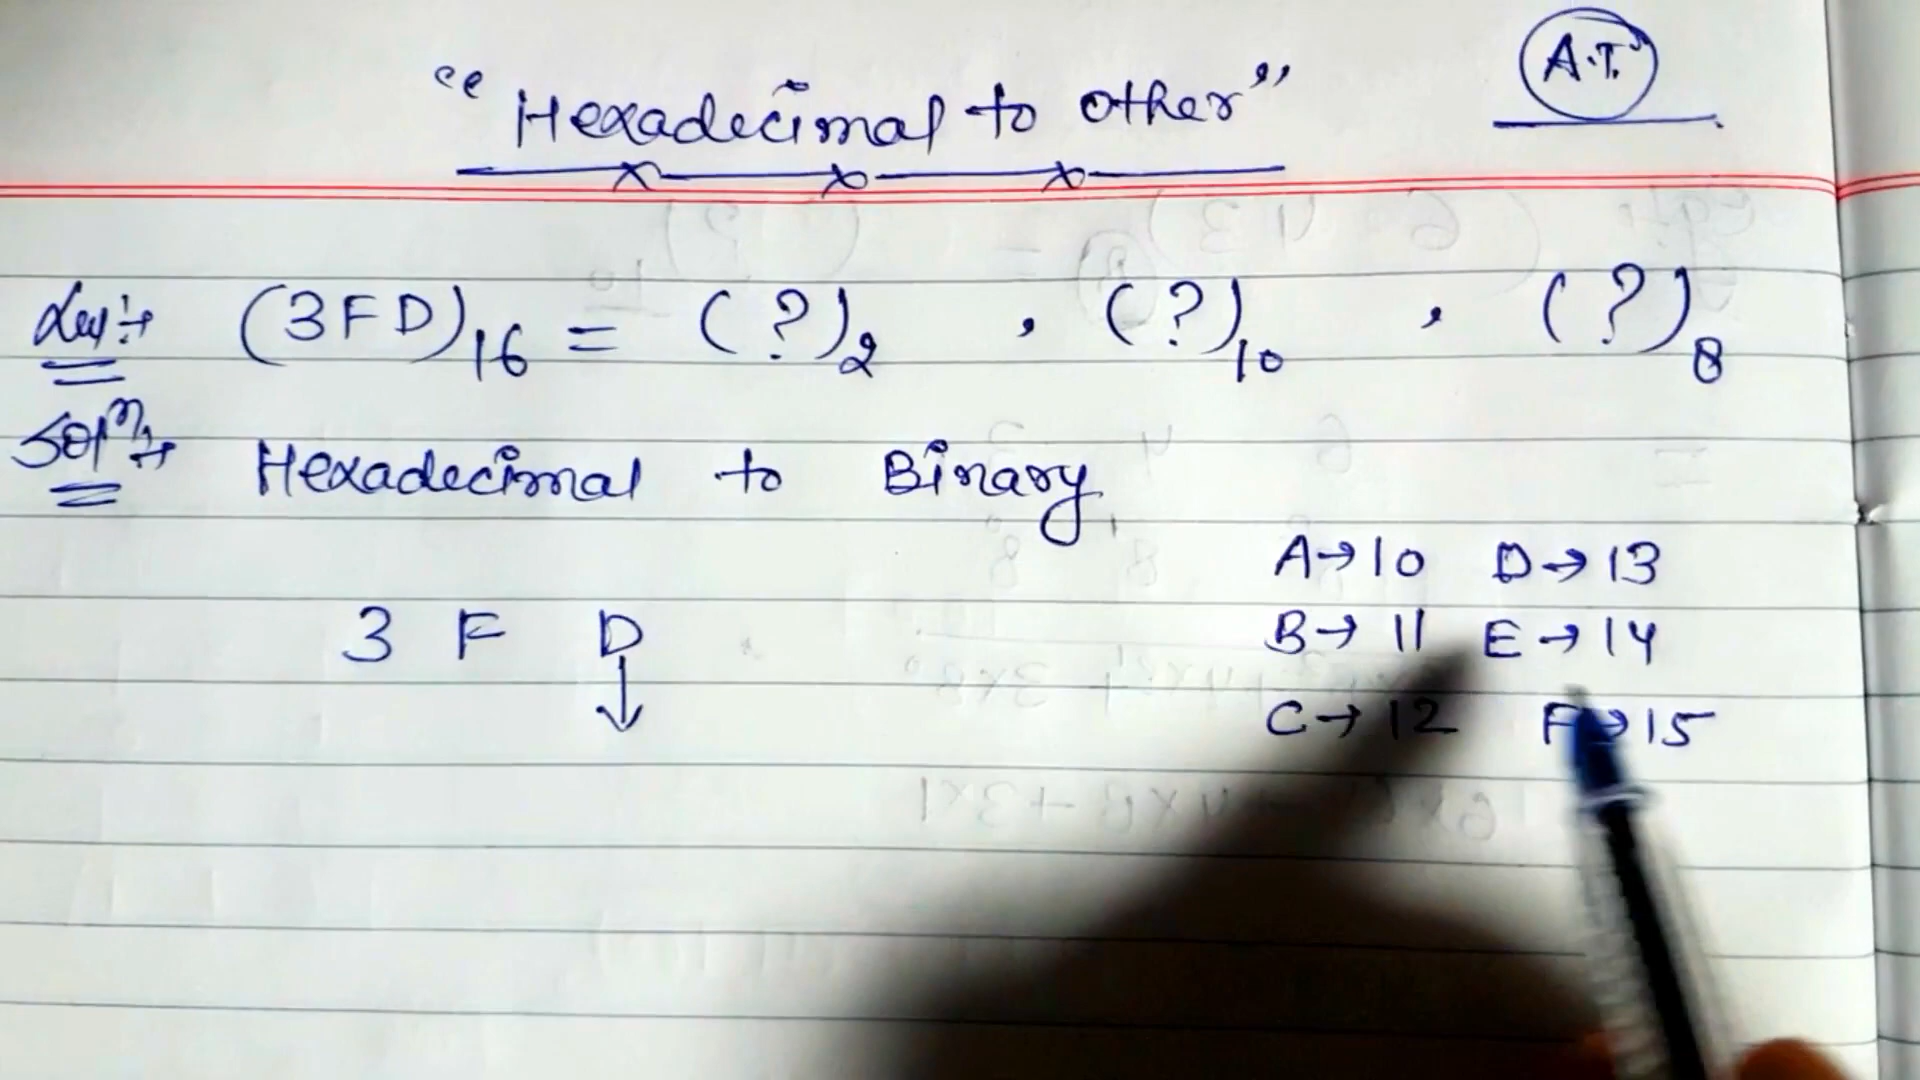 "Hexadecimal to other"
A.T.
(3FD)16 = (?)2 , (?)10 , (?)8
Solⁿ:→ Hexadecimal to Binary
A→10 D→13
B→11 E→14
3 F D
↓
C→12 F→15